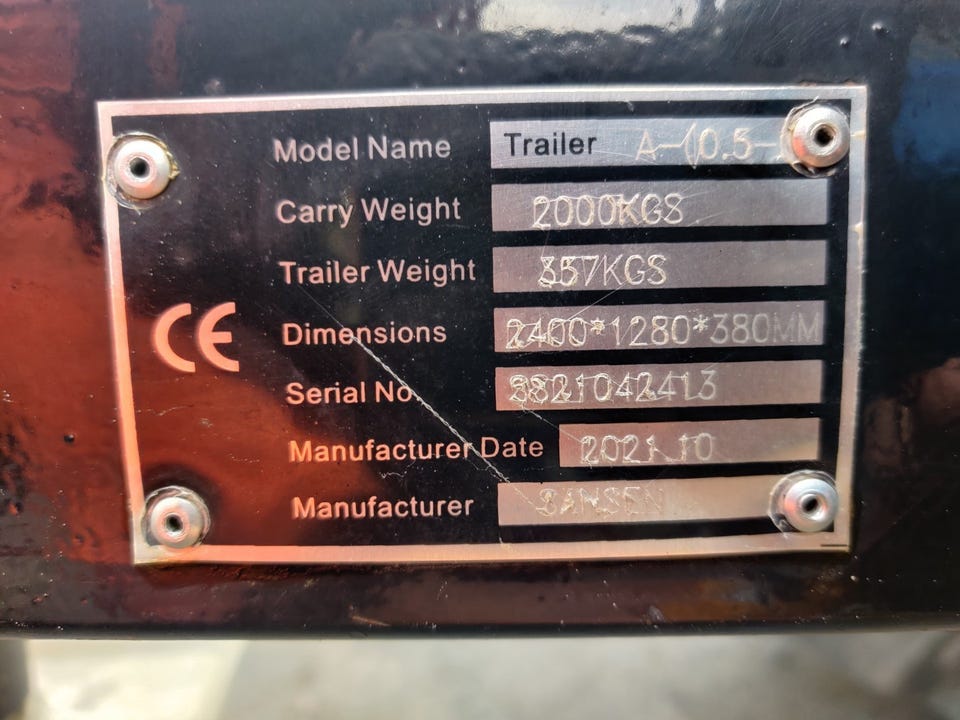 Model Name Trailer
Carry Weight 2000KGS
Trailer Weight 357KGS
Dimensions 2400*1280*380MM
CE
Serial No.
Manufacturer Date 2021.10
Manufacturer SANSEN